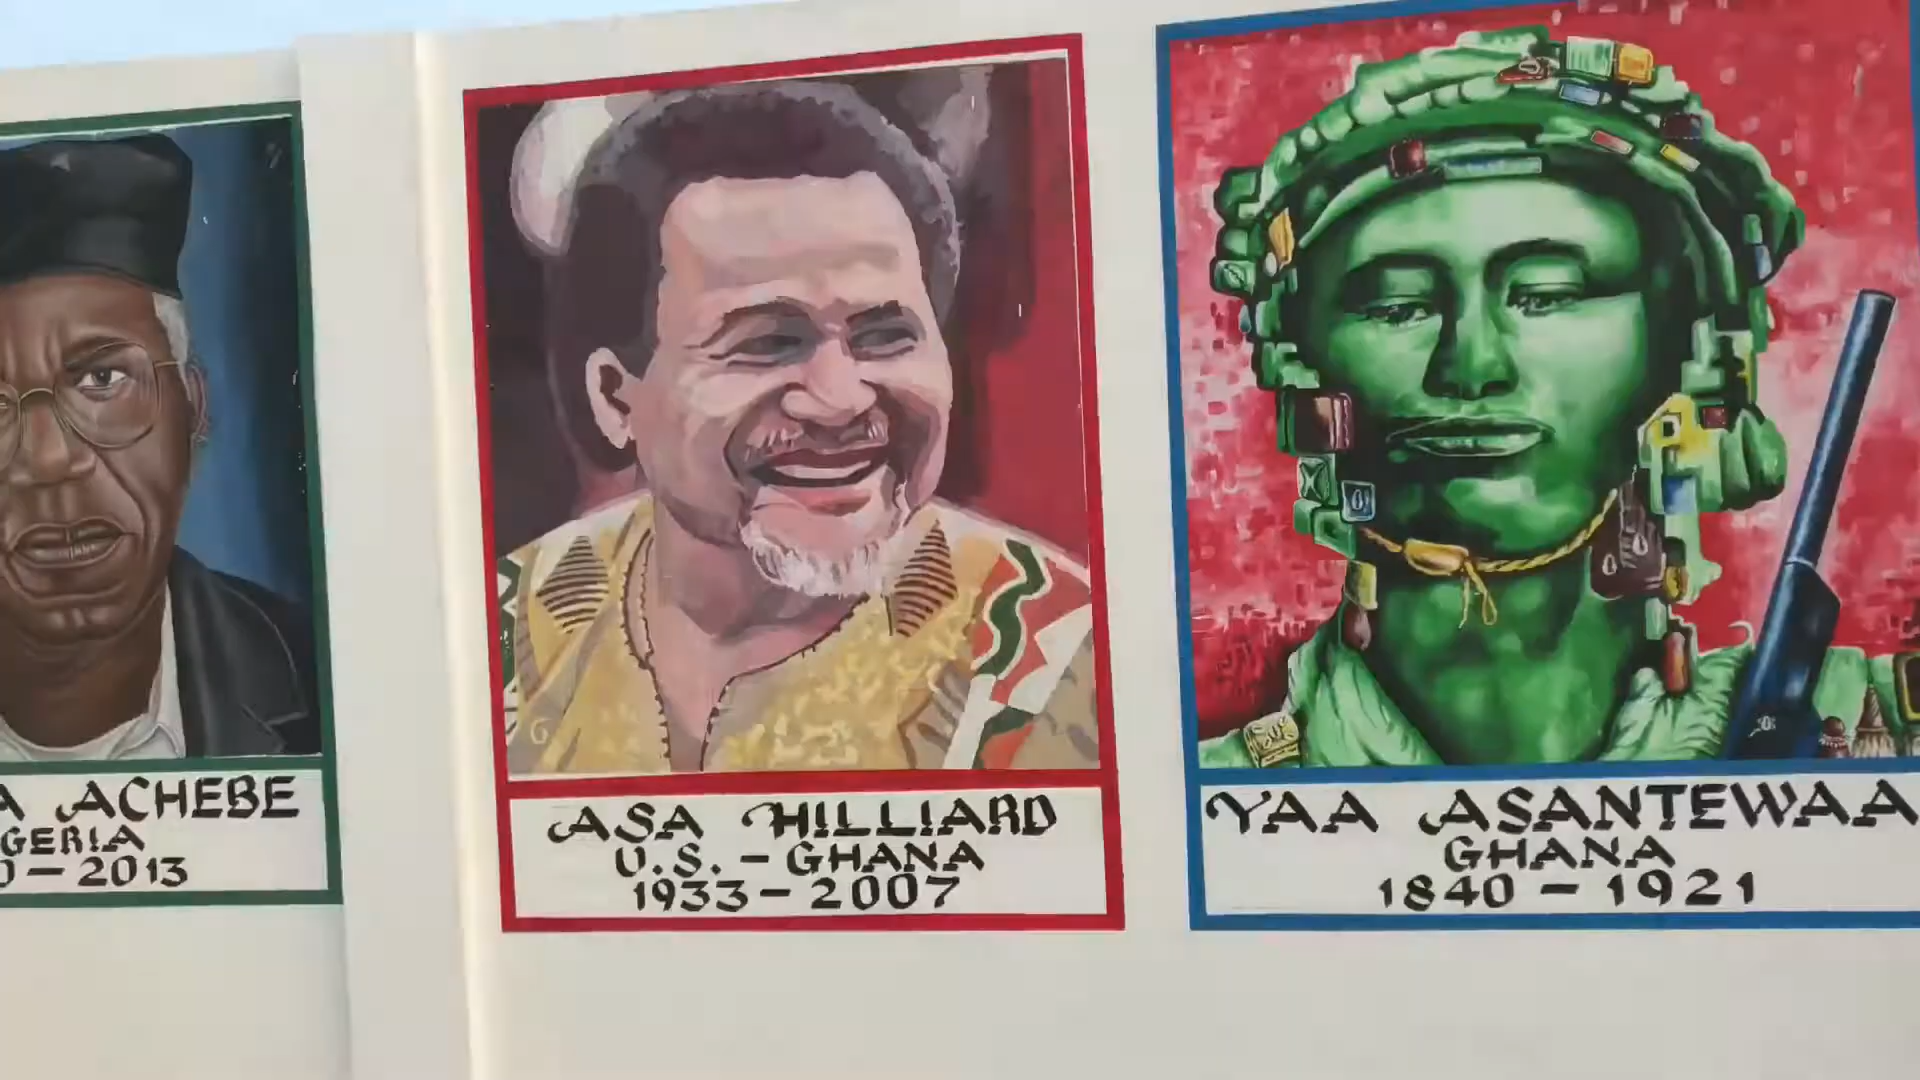 A ACHEBE
GERIA
0 – 2013
ASA HILLIARD
U.S. – GHANA
1933 – 2007
YAA ASANTEWAA
GHANA
1840 – 1921